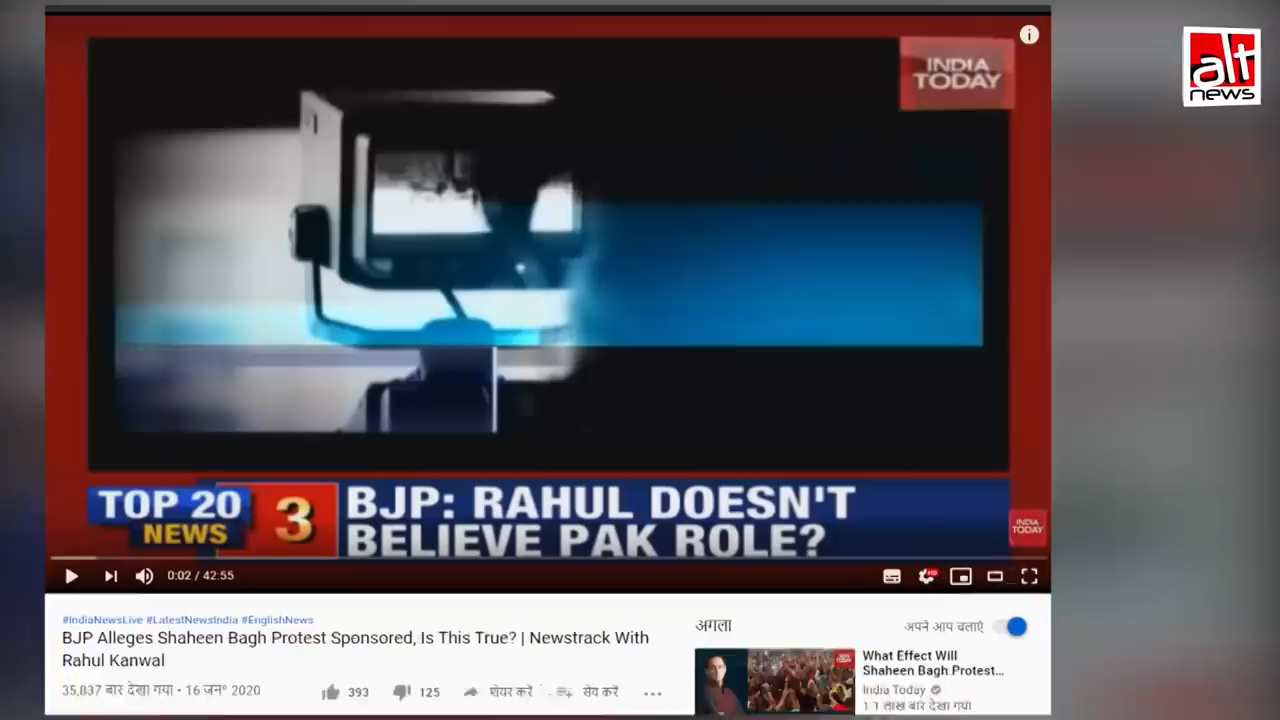 alt
news
INDIA
TODAY
TOP 20
NEWS
3
BJP: RAHUL DOESN'T
BELIEVE PAK ROLE?
INDIA
TODAY
0:02 / 42:55
HD
#IndiaNewsLive #LatestNewsIndia #EnglishNews
BJP Alleges Shaheen Bagh Protest Sponsored, Is This True? | Newstrack With
Rahul Kanwal
35,037 बार देखा गया • 16 जन॰ 2020
393
125
शेयर करें
सेव करें
अगला
अपने आप चलाएं
What Effect Will
Shaheen Bagh Protest...
India Today
1.1 लाख बार देखा गया